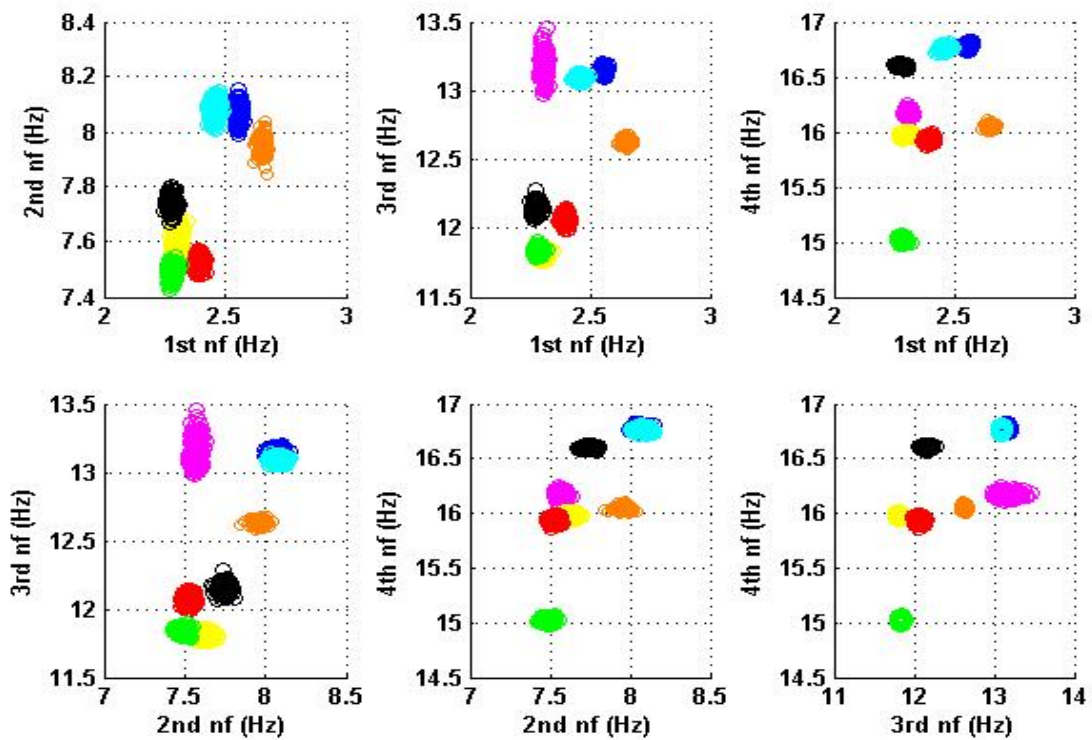 8.4
8.2
8
7.8
7.6
7.4
2nd nf (Hz)
2 2.5 3
1st nf (Hz)
13.5
13
12.5
12
11.5
3rd nf (Hz)
2 2.5 3
1st nf (Hz)
17
16.5
16
15.5
15
14.5
4th nf (Hz)
2 2.5 3
1st nf (Hz)
13.5
13
12.5
12
11.5
3rd nf (Hz)
7 7.5 8 8.5
2nd nf (Hz)
17
16.5
16
15.5
15
14.5
4th nf (Hz)
7 7.5 8 8.5
2nd nf (Hz)
17
16.5
16
15.5
15
14.5
4th nf (Hz)
11 12 13 14
3rd nf (Hz)